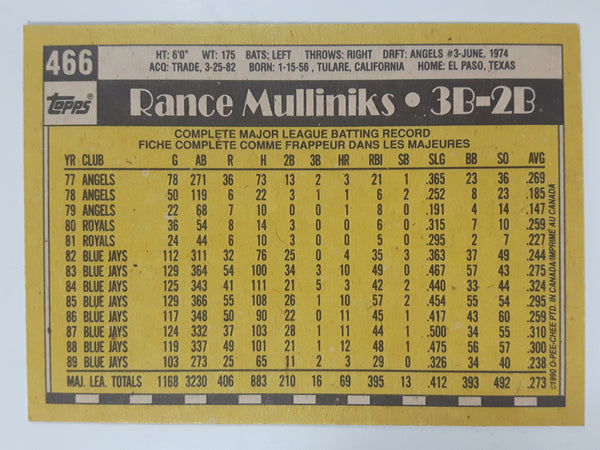 466
HT: 6'0" WT: 175 BATS: LEFT THROWS: RIGHT DRFT: ANGELS #3-JUNE, 1974
ACQ: TRADE, 3-25-82 BORN: 1-15-56, TULARE, CALIFORNIA HOME: EL PASO, TEXAS
Topps
Rance Mulliniks • 3B-2B
COMPLETE MAJOR LEAGUE BATTING RECORD
FICHE COMPLÈTE COMME FRAPPEUR DANS LES MAJEURES
YR CLUB G AB R H 2B 3B HR RBI SB SLG BB SO AVG
77 ANGELS 78 271 36 73 13 2 3 21 1 .365 23 36 .269
78 ANGELS 50 119 6 22 3 1 1 6 2 .252 8 23 .185
79 ANGELS 22 68 7 10 0 0 1 8 0 .191 4 14 .147
80 ROYALS 36 54 8 14 3 0 0 6 0 .315 7 10 .259
81 ROYALS 24 44 6 10 3 0 0 5 0 .295 2 7 .227
82 BLUE JAYS 112 311 32 76 25 0 4 35 3 .363 37 49 .244
83 BLUE JAYS 129 364 54 100 34 3 10 49 0 .467 57 43 .275
84 BLUE JAYS 125 343 41 111 21 5 3 42 2 .440 33 44 .324
85 BLUE JAYS 129 366 55 108 26 1 10 57 2 .454 55 54 .295
86 BLUE JAYS 117 348 50 90 22 0 11 45 1 .417 43 60 .259
87 BLUE JAYS 124 332 37 103 28 1 11 44 1 .500 34 55 .310
88 BLUE JAYS 119 337 49 101 21 1 12 48 1 .475 56 57 .300
89 BLUE JAYS 103 273 25 65 11 2 3 29 0 .326 34 40 .238
MAJ. LEA. TOTALS 1168 3230 406 883 210 16 69 395 13 .412 393 492 .273
©1990 O-PEE-CHEE PTD. IN CANADA/IMPRIMÉ AU CANADA